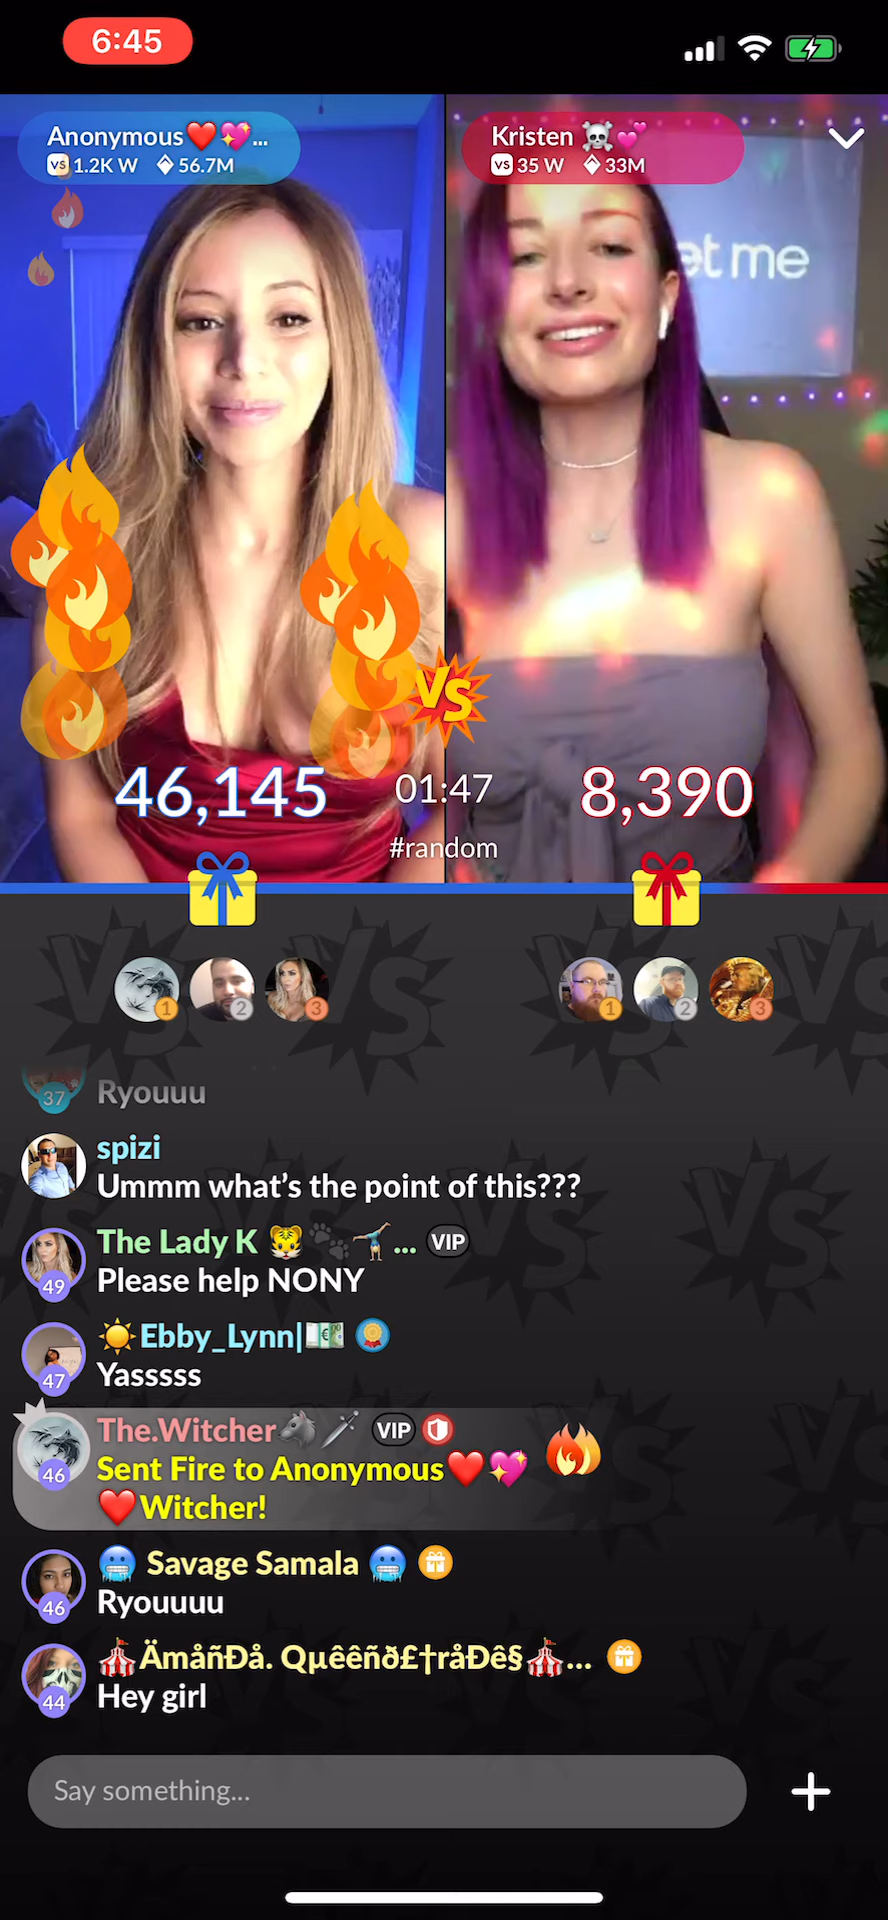 6:45
Anonymous❤️💖...
VS 1.2K W 56.7M
Kristen ☠️💕
VS 35 W 33M
et me
VS
46,145
01:47
8,390
#random
1 2 3
1 2 3
37 Ryouuu
spizi
Ummm what's the point of this???
The Lady K 🐯🐾🤸... VIP
49 Please help NONY
☀️Ebby_Lynn|💶
47 Yasssss
The.Witcher🐺🗡️ VIP
46 Sent Fire to Anonymous❤️💖
❤️Witcher!
🥶 Savage Samala 🥶
46 Ryouuuu
🎪ÄmåñÐå. Qµêêñð£†råÐê§🎪...
44 Hey girl
Say something...